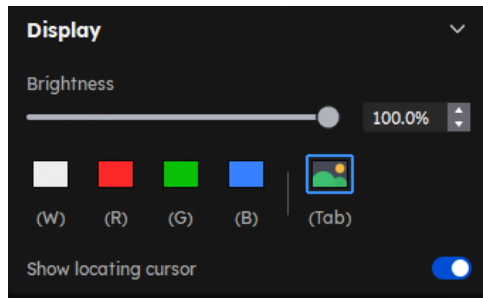 Display
Brightness
100.0%
(W) (R) (G) (B) (Tab)
Show locating cursor